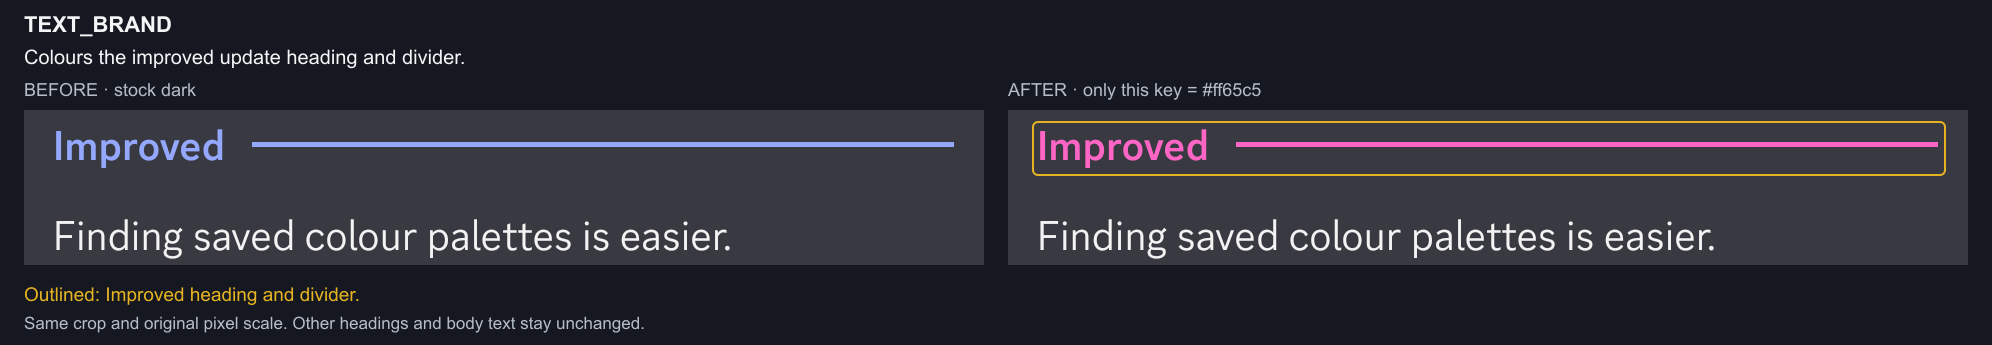 TEXT_BRAND
Colours the improved update heading and divider.
BEFORE · stock dark
AFTER · only this key = #ff65c5
Improved
Finding saved colour palettes is easier.
Improved
Finding saved colour palettes is easier.
Outlined: Improved heading and divider.
Same crop and original pixel scale. Other headings and body text stay unchanged.